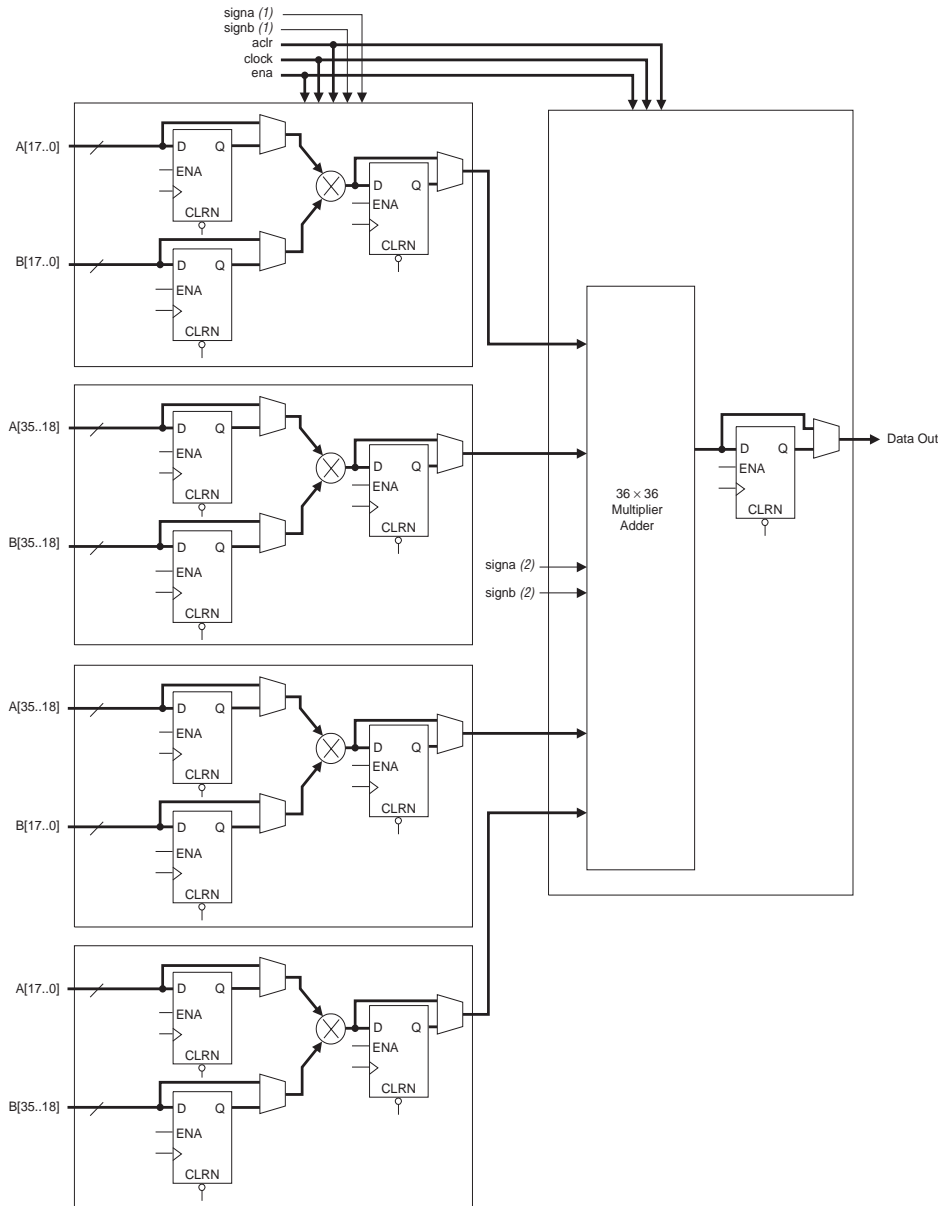 signa (1)
signb (1)
aclr
clock
ena
A[17..0]
D Q
ENA
CLRN
B[17..0]
D Q
ENA
CLRN
D Q
ENA
CLRN
A[35..18]
D Q
ENA
CLRN
B[35..18]
D Q
ENA
CLRN
D Q
ENA
CLRN
A[35..18]
D Q
ENA
CLRN
B[17..0]
D Q
ENA
CLRN
D Q
ENA
CLRN
A[17..0]
D Q
ENA
CLRN
B[35..18]
D Q
ENA
CLRN
D Q
ENA
CLRN
signa (2)
signb (2)
36 × 36
Multiplier
Adder
D Q
ENA
CLRN
Data Out